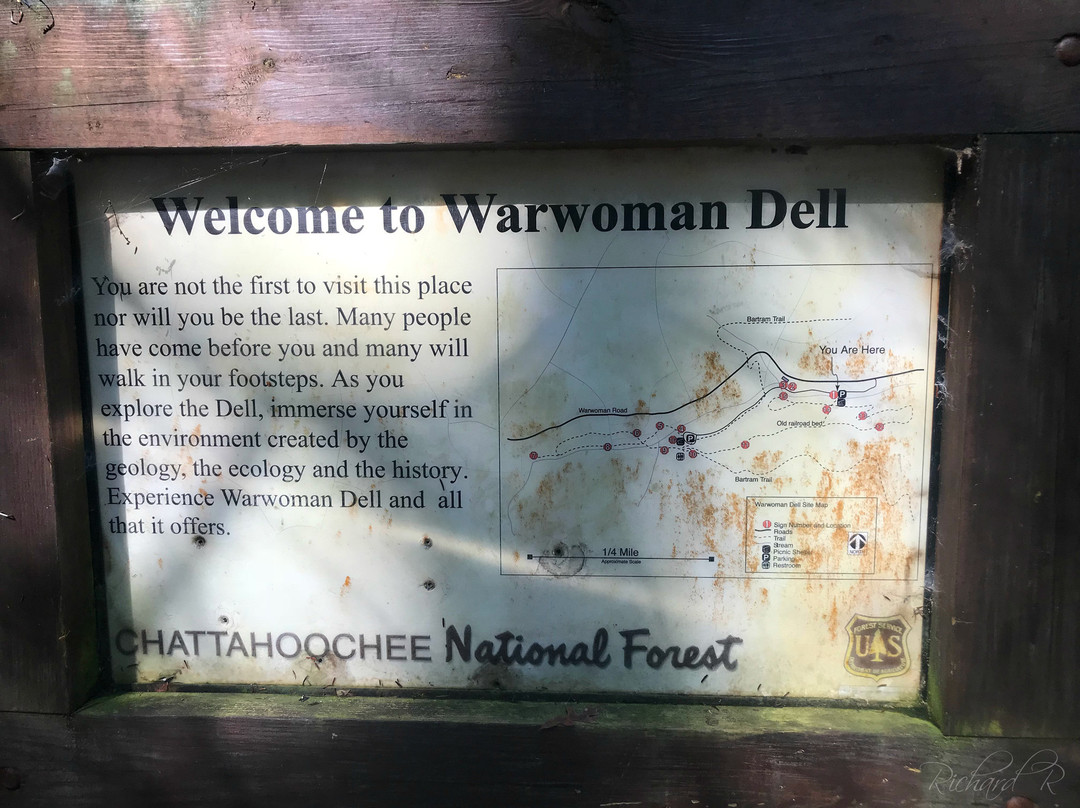 Welcome to Warwoman Dell
You are not the first to visit this place
nor will you be the last. Many people
have come before you and many will
walk in your footsteps. As you
explore the Dell, immerse yourself in
the environment created by the
geology, the ecology and the history.
Experience Warwoman Dell and all
that it offers.
Bartram Trail
You Are Here
Warwoman Road
Old railroad bed
Bartram Trail
Warwoman Dell Site Map
Sign Number and Location
Roads
Trail
Stream
Picnic Shelter
P Parking
Restroom
NORTH
1/4 Mile
Approximate Scale
P
P
CHATTAHOOCHEE National Forest
FOREST SERVICE
U S
Richard R